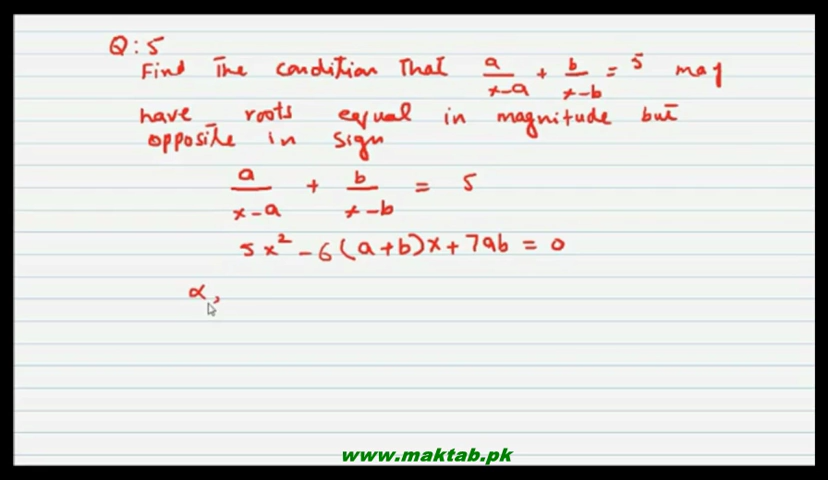 Q: 5
Find The condition That a/x-a + b/x-b = 5 may
have roots equal in magnitude but
opposite in sign
a/x-a + b/x-b = 5
5x² - 6(a+b)x + 7ab = 0
α,
www.maktab.pk